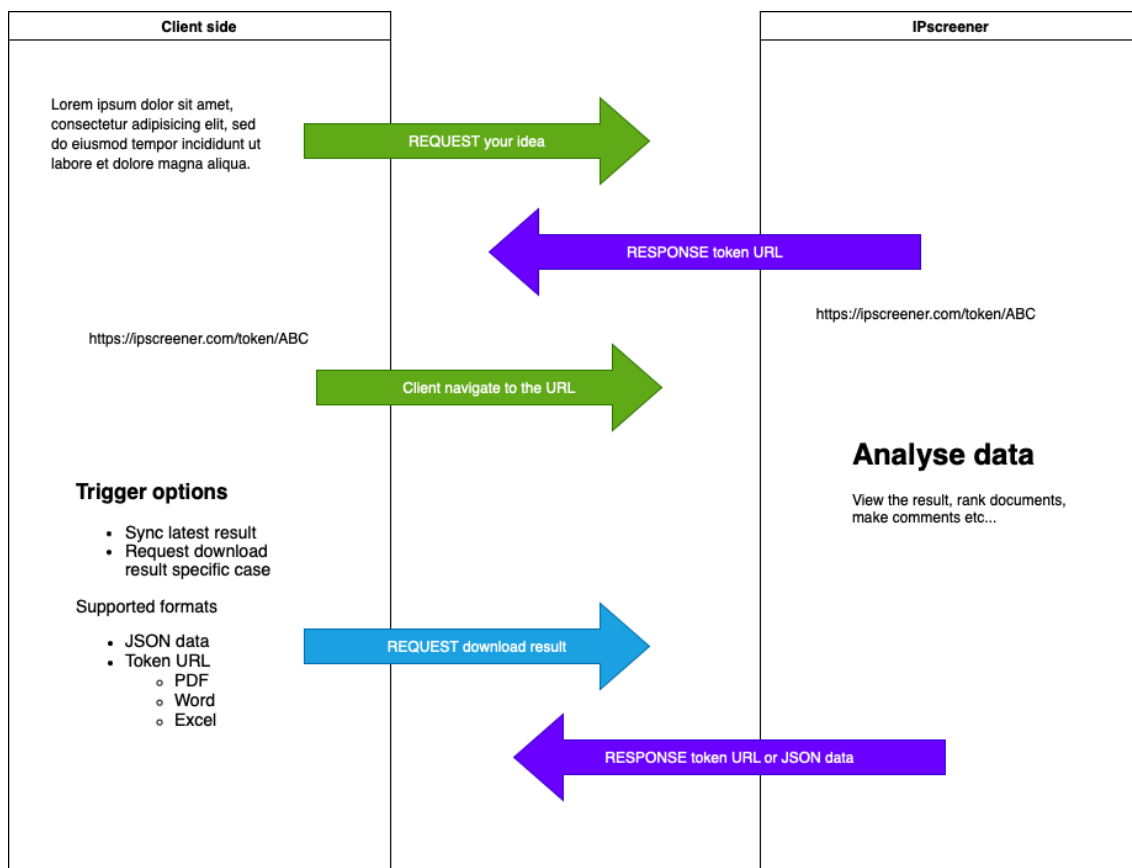 Client side
IPscreener
Lorem ipsum dolor sit amet,
consectetur adipisicing elit, sed
do eiusmod tempor incididunt ut
labore et dolore magna aliqua.
REQUEST your idea
RESPONSE token URL
https://ipscreener.com/token/ABC
https://ipscreener.com/token/ABC
Client navigate to the URL
Analyse data
View the result, rank documents,
make comments etc...
Trigger options
• Sync latest result
• Request download
result specific case
Supported formats
• JSON data
• Token URL
○ PDF
○ Word
○ Excel
REQUEST download result
RESPONSE token URL or JSON data